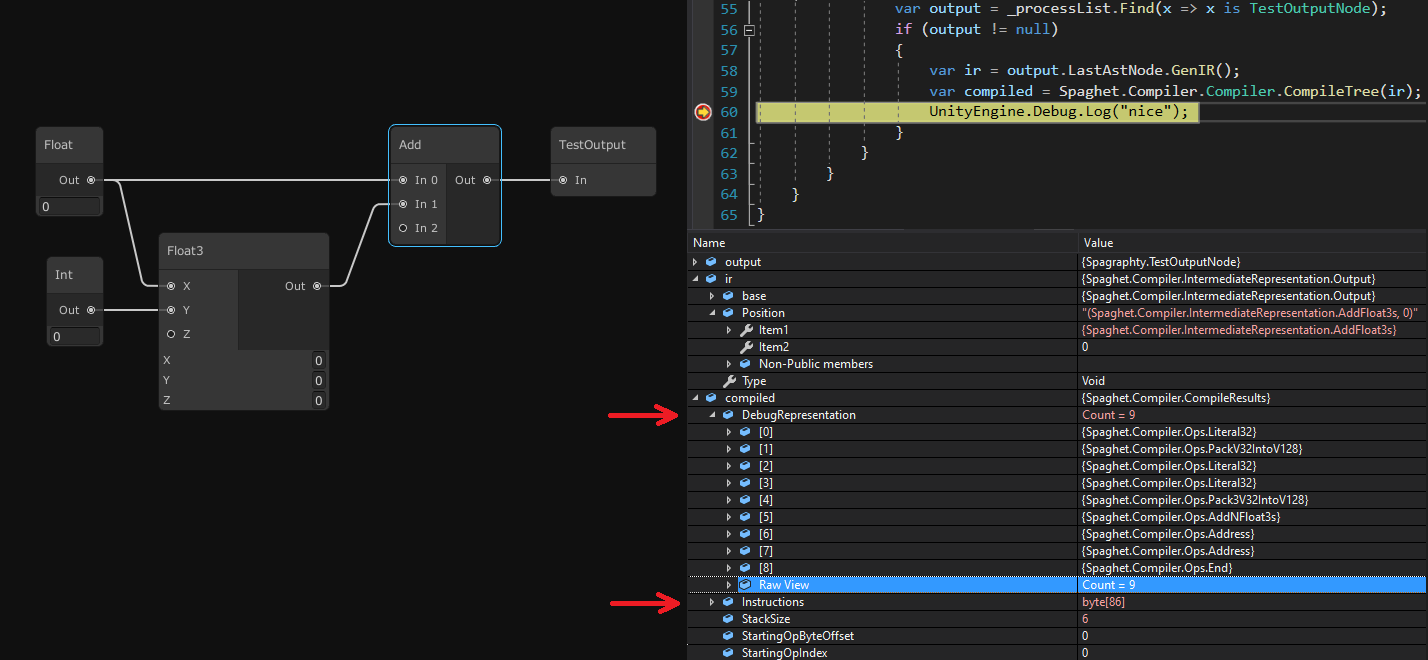 Float
Out
0
Int
Out
0
Float3
X
Out
Y
Z
X 0
Y 0
Z 0
Add
In 0
Out
In 1
In 2
TestOutput
In
55 var output = _processList.Find(x => x is TestOutputNode);
56 if (output != null)
57 {
58 var ir = output.LastAstNode.GenIR();
59 var compiled = Spaghet.Compiler.Compiler.CompileTree(ir);
60 UnityEngine.Debug.Log("nice");
61 }
62 }
63 }
64 }
65 }
Name Value
output {Spagraphty.TestOutputNode}
ir {Spaghet.Compiler.IntermediateRepresentation.Output}
base {Spaghet.Compiler.IntermediateRepresentation.Output}
Position "(Spaghet.Compiler.IntermediateRepresentation.AddFloat3s, 0)"
Item1 {Spaghet.Compiler.IntermediateRepresentation.AddFloat3s}
Item2 0
Non-Public members
Type Void
compiled {Spaghet.Compiler.CompileResults}
DebugRepresentation Count = 9
[0] {Spaghet.Compiler.Ops.Literal32}
[1] {Spaghet.Compiler.Ops.PackV32IntoV128}
[2] {Spaghet.Compiler.Ops.Literal32}
[3] {Spaghet.Compiler.Ops.Literal32}
[4] {Spaghet.Compiler.Ops.Pack3V32IntoV128}
[5] {Spaghet.Compiler.Ops.AddNFloat3s}
[6] {Spaghet.Compiler.Ops.Address}
[7] {Spaghet.Compiler.Ops.Address}
[8] {Spaghet.Compiler.Ops.End}
Raw View Count = 9
Instructions byte[86]
StackSize 6
StartingOpByteOffset 0
StartingOpIndex 0